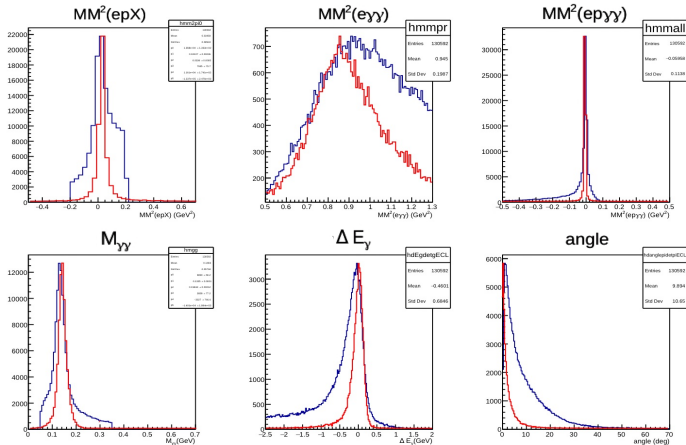 MM²(epX)
hmm2pi0
22000
20000
18000
16000
14000
12000
10000
8000
6000
4000
2000
0
-0.4 -0.2 0 0.2 0.4 0.6
MM²(epX) (GeV²)
MM²(eγγ)
hmmpr
Entries 130592
Mean 0.945
Std Dev 0.1967
700
600
500
400
300
200
100
0.5 0.6 0.7 0.8 0.9 1 1.1 1.2 1.3
MM²(eγγ) (GeV²)
MM²(epγγ)
hmmall
Entries 130592
Mean -0.05958
Std Dev 0.1138
30000
25000
20000
15000
10000
5000
0
-0.5 -0.4 -0.3 -0.2 -0.1 0 0.1 0.2 0.3 0.4 0.5
MM²(epγγ) (GeV²)
Mγγ
hmgg
12000
10000
8000
6000
4000
2000
0
0 0.1 0.2 0.3 0.4 0.5 0.6 0.7
Mγγ(GeV)
Δ Eγ
hdEgdetgECL
Entries 130592
Mean -0.4601
Std Dev 0.6846
3000
2500
2000
1500
1000
500
0
-2.5 -2 -1.5 -1 -0.5 0 0.5 1 1.5 2
Δ Eγ(GeV)
angle
Entries 130592
Mean 9.694
Std Dev 10.65
6000
5000
4000
3000
2000
1000
0
0 10 20 30 40 50 60 70
angle (deg)